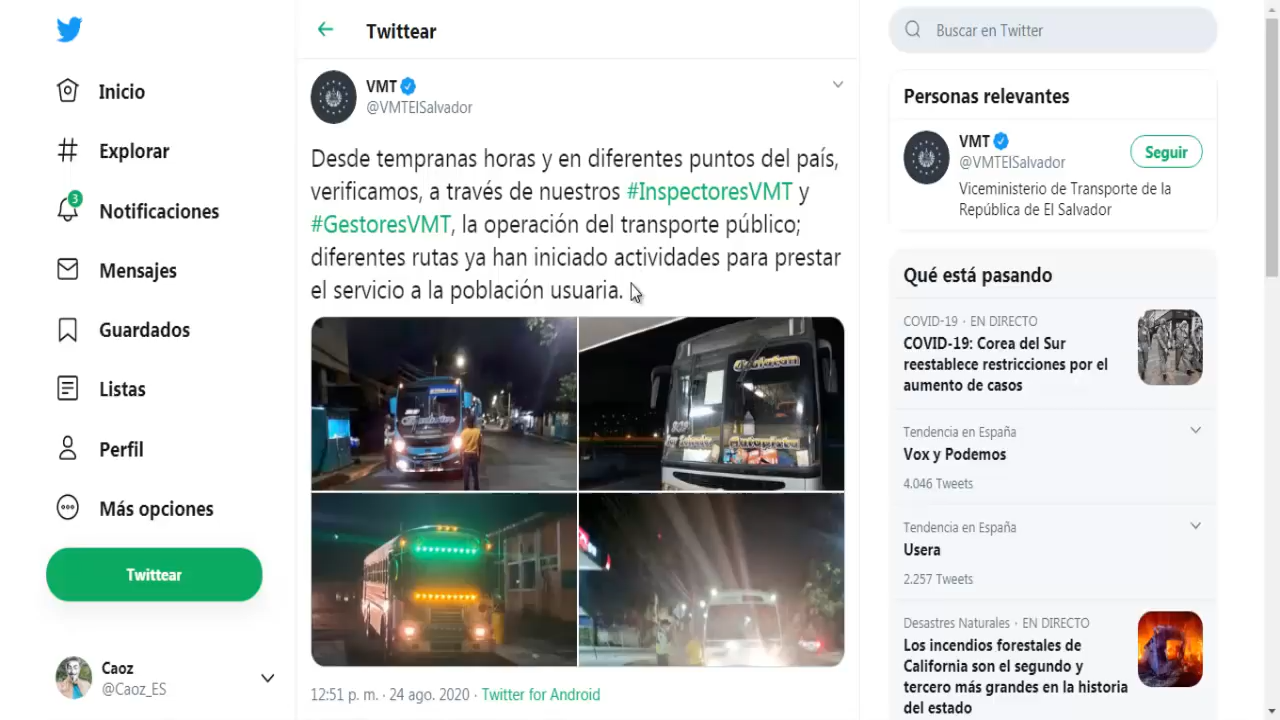 Twittear
Buscar en Twitter
Inicio
Explorar
3
Notificaciones
Mensajes
Guardados
Listas
Perfil
Más opciones
Twittear
Caoz
@Caoz_ES
VMT
@VMTElSalvador
Desde tempranas horas y en diferentes puntos del país,
verificamos, a través de nuestros #InspectoresVMT y
#GestoresVMT, la operación del transporte público;
diferentes rutas ya han iniciado actividades para prestar
el servicio a la población usuaria.
12:51 p. m. · 24 ago. 2020 · Twitter for Android
Personas relevantes
VMT
@VMTElSalvador
Seguir
Viceministerio de Transporte de la
República de El Salvador
Qué está pasando
COVID-19 · EN DIRECTO
COVID-19: Corea del Sur
reestablece restricciones por el
aumento de casos
Tendencia en España
Vox y Podemos
4.046 Tweets
Tendencia en España
Usera
2.257 Tweets
Desastres Naturales · EN DIRECTO
Los incendios forestales de
California son el segundo y
tercero más grandes en la historia
del estado